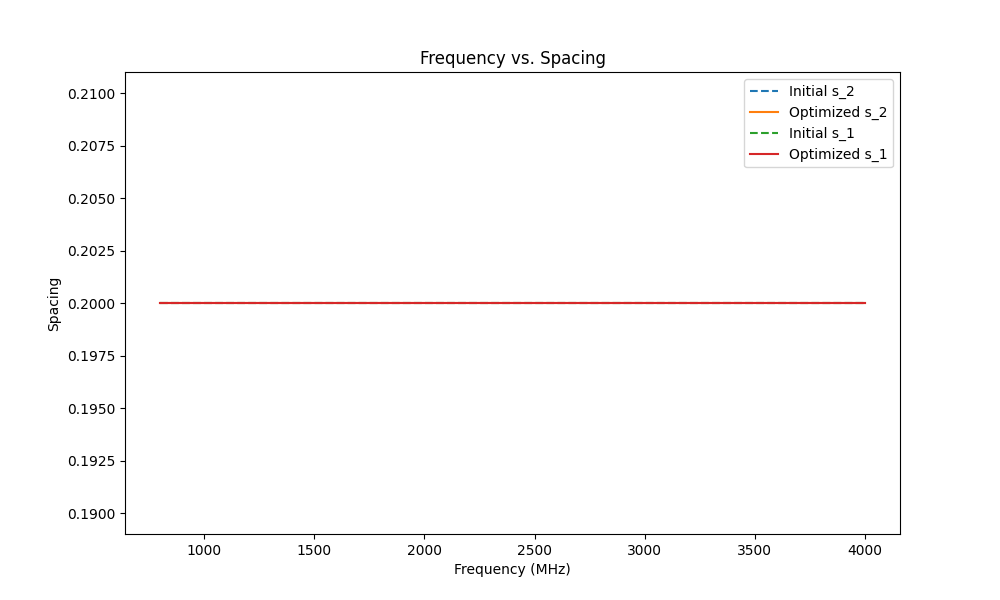 Frequency vs. Spacing
Initial s_2
Optimized s_2
Initial s_1
Optimized s_1
0.2100
0.2075
0.2050
0.2025
0.2000
0.1975
0.1950
0.1925
0.1900
Spacing
1000 1500 2000 2500 3000 3500 4000
Frequency (MHz)